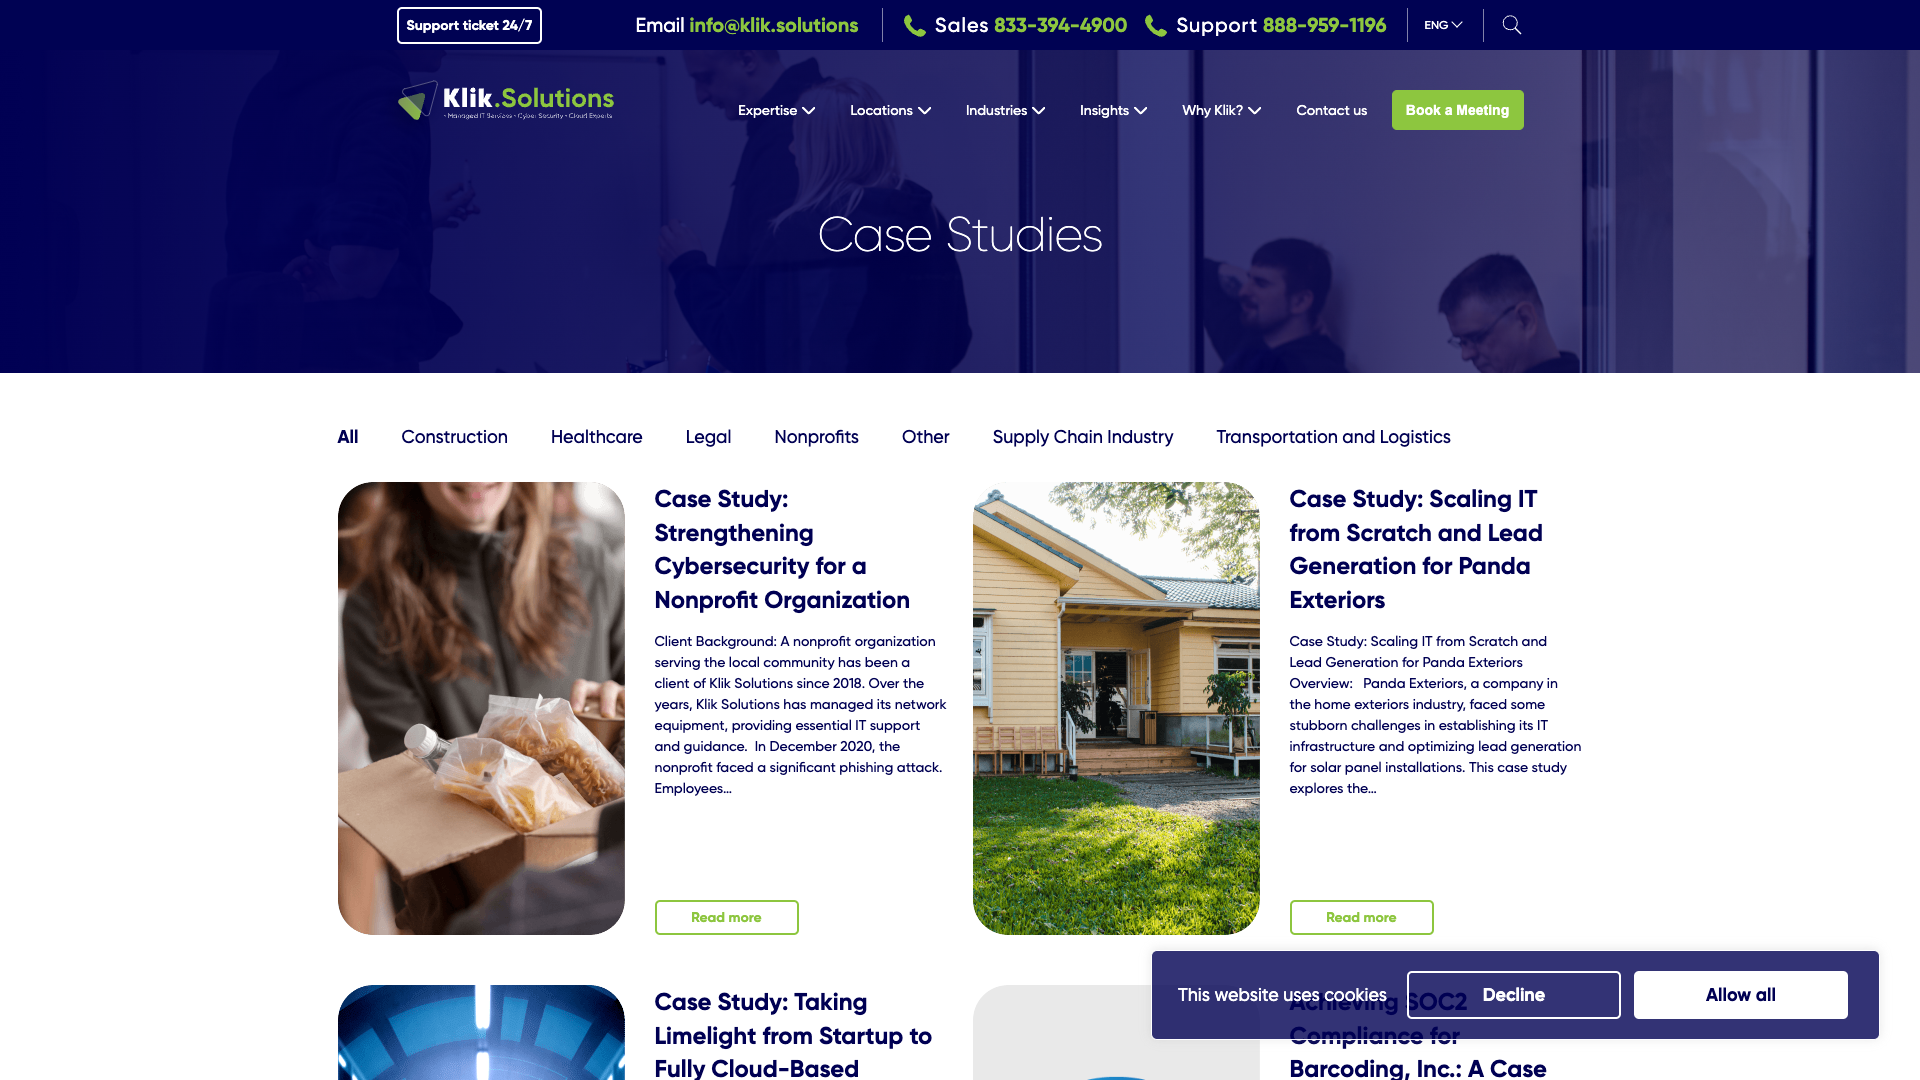 Support ticket 24/7
Email info@klik.solutions
Sales 833-394-4900
Support 888-959-1196
ENG
Klik.Solutions
- Managed IT Services - Cyber Security - Cloud Experts
Expertise
Locations
Industries
Insights
Why Klik?
Contact us
Book a Meeting
Case Studies
All
Construction
Healthcare
Legal
Nonprofits
Other
Supply Chain Industry
Transportation and Logistics
Case Study:
Strengthening
Cybersecurity for a
Nonprofit Organization
Client Background: A nonprofit organization
serving the local community has been a
client of Klik Solutions since 2018. Over the
years, Klik Solutions has managed its network
equipment, providing essential IT support
and guidance.  In December 2020, the
nonprofit faced a significant phishing attack.
Employees...
Read more
Case Study: Scaling IT
from Scratch and Lead
Generation for Panda
Exteriors
Case Study: Scaling IT from Scratch and
Lead Generation for Panda Exteriors
Overview:   Panda Exteriors, a company in
the home exteriors industry, faced some
stubborn challenges in establishing its IT
infrastructure and optimizing lead generation
for solar panel installations. This case study
explores the...
Read more
Case Study: Taking
Limelight from Startup to
Fully Cloud-Based
Achieving SOC2
Compliance for
Barcoding, Inc.: A Case
This website uses cookies
Decline
Allow all